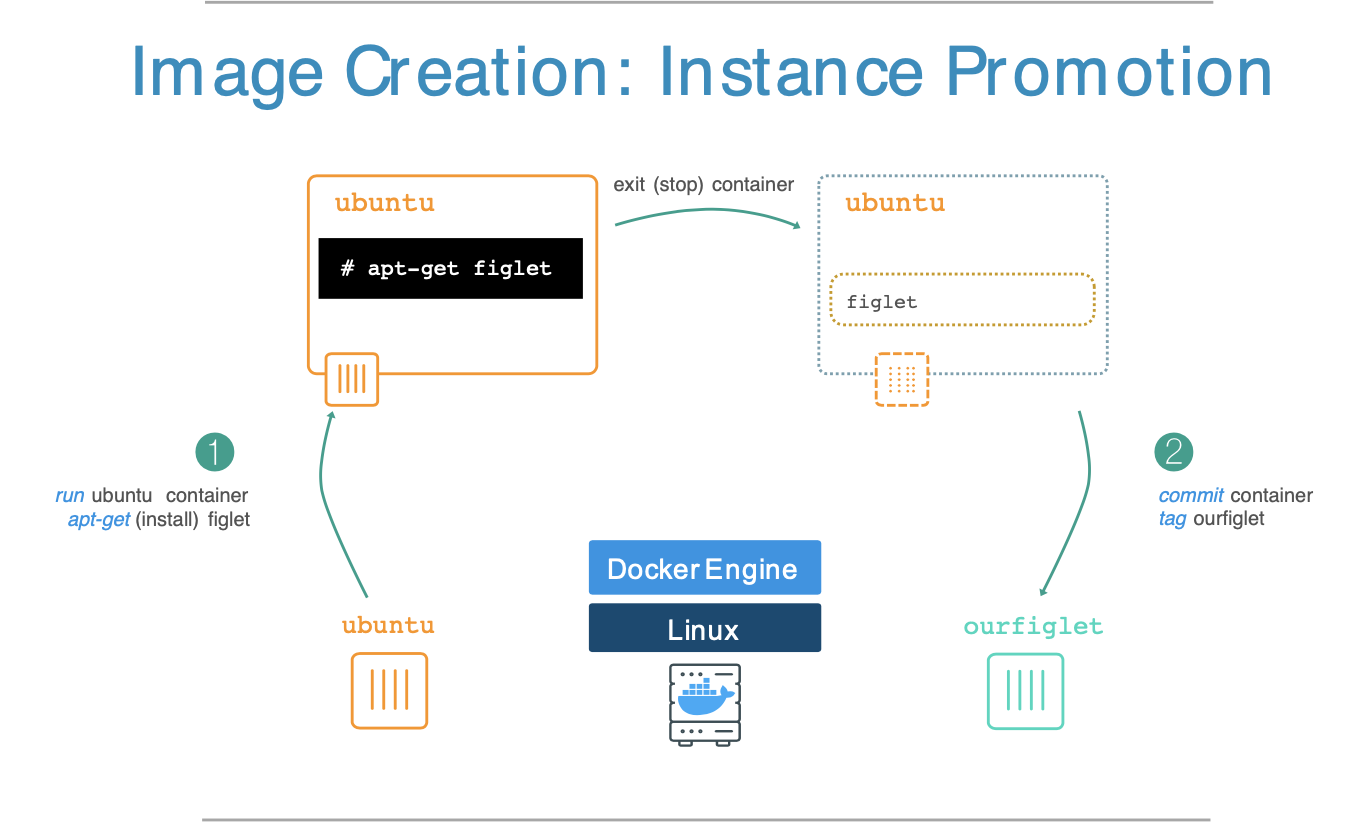 Image Creation: Instance Promotion
ubuntu
# apt-get figlet
exit (stop) container
ubuntu
figlet
1
run ubuntu container
apt-get (install) figlet
2
commit container
tag ourfiglet
Docker Engine
Linux
ubuntu
ourfiglet